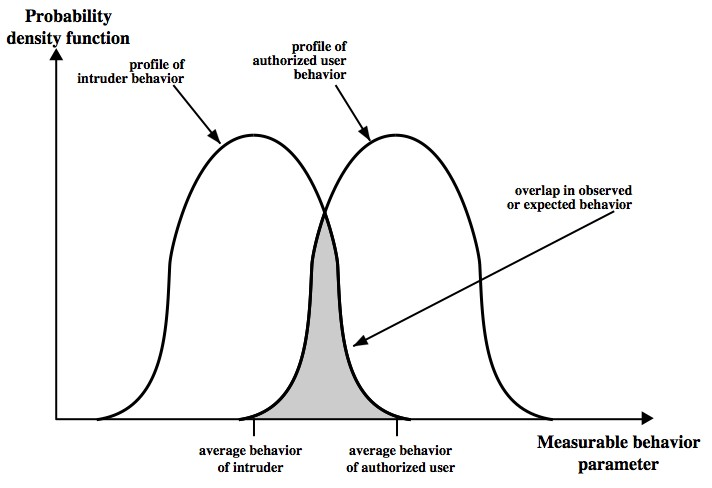 Probability
density function
profile of
intruder behavior
profile of
authorized user
behavior
overlap in observed
or expected behavior
average behavior
of intruder
average behavior
of authorized user
Measurable behavior
parameter